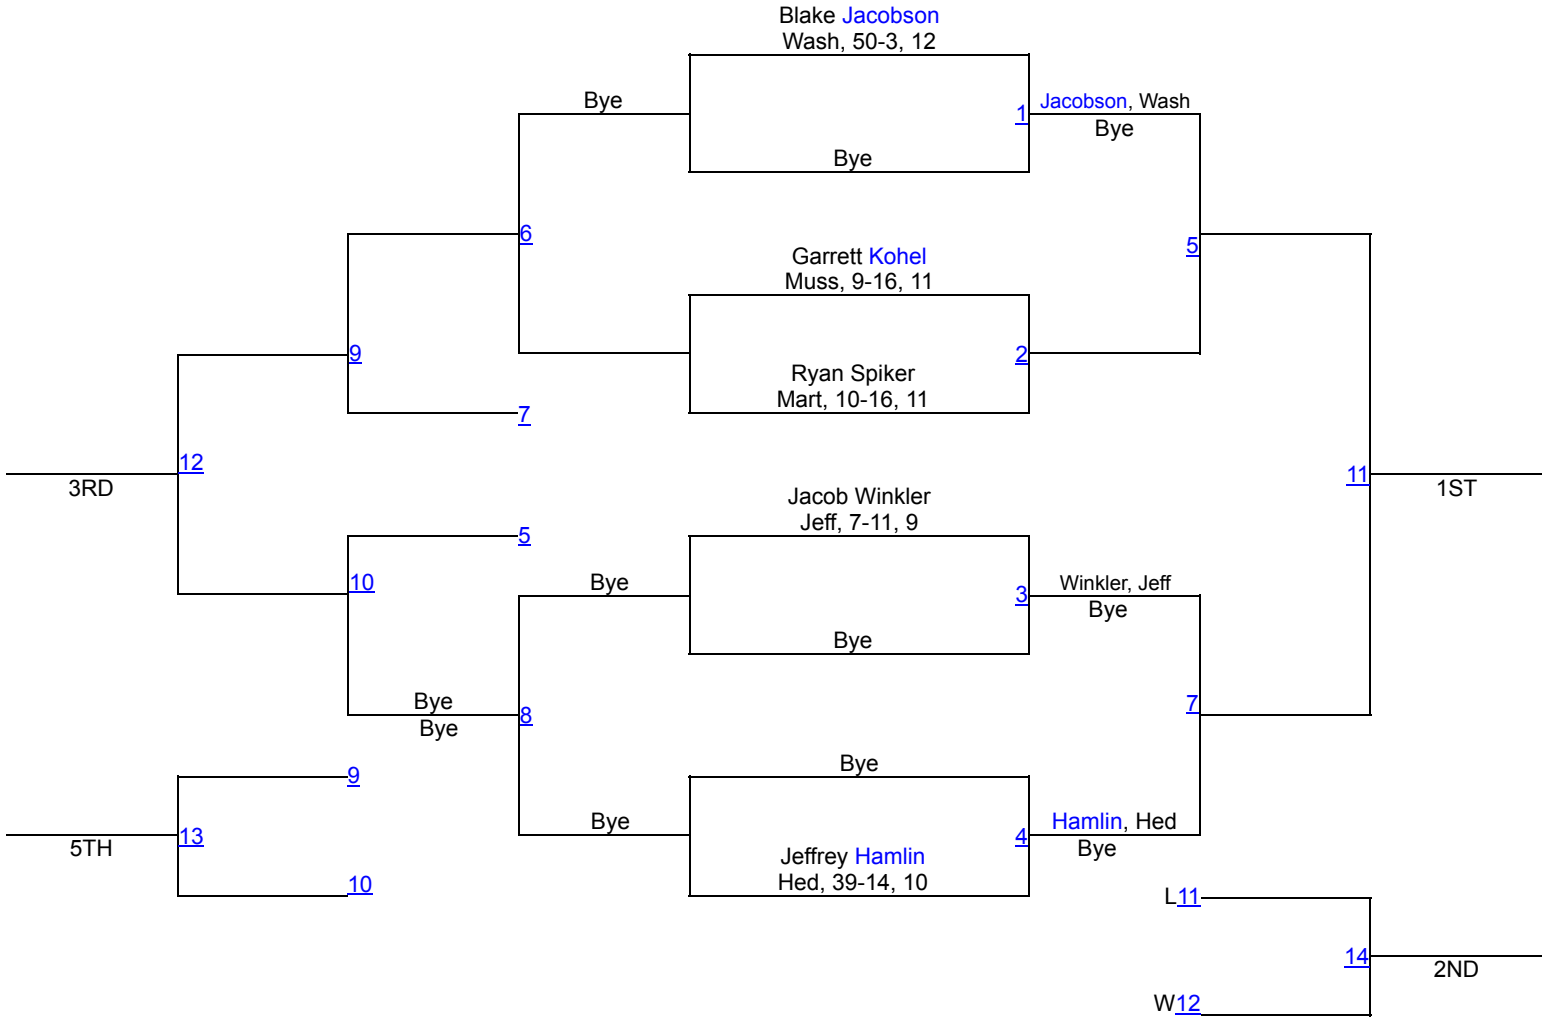 Blake Jacobson
Wash, 50-3, 12
Bye
1
Jacobson, Wash
Bye
Bye
6
5
Garrett Kohel
Muss, 9-16, 11
9
2
Ryan Spiker
Mart, 10-16, 11
7
12
3RD
11
1ST
Jacob Winkler
Jeff, 7-11, 9
5
10
Bye
3
Winkler, Jeff
Bye
Bye
Bye
Bye
8
7
9
Bye
13
5TH
Bye
4
Hamlin, Hed
Bye
Jeffrey Hamlin
Hed, 39-14, 10
10
L11
14
2ND
W12